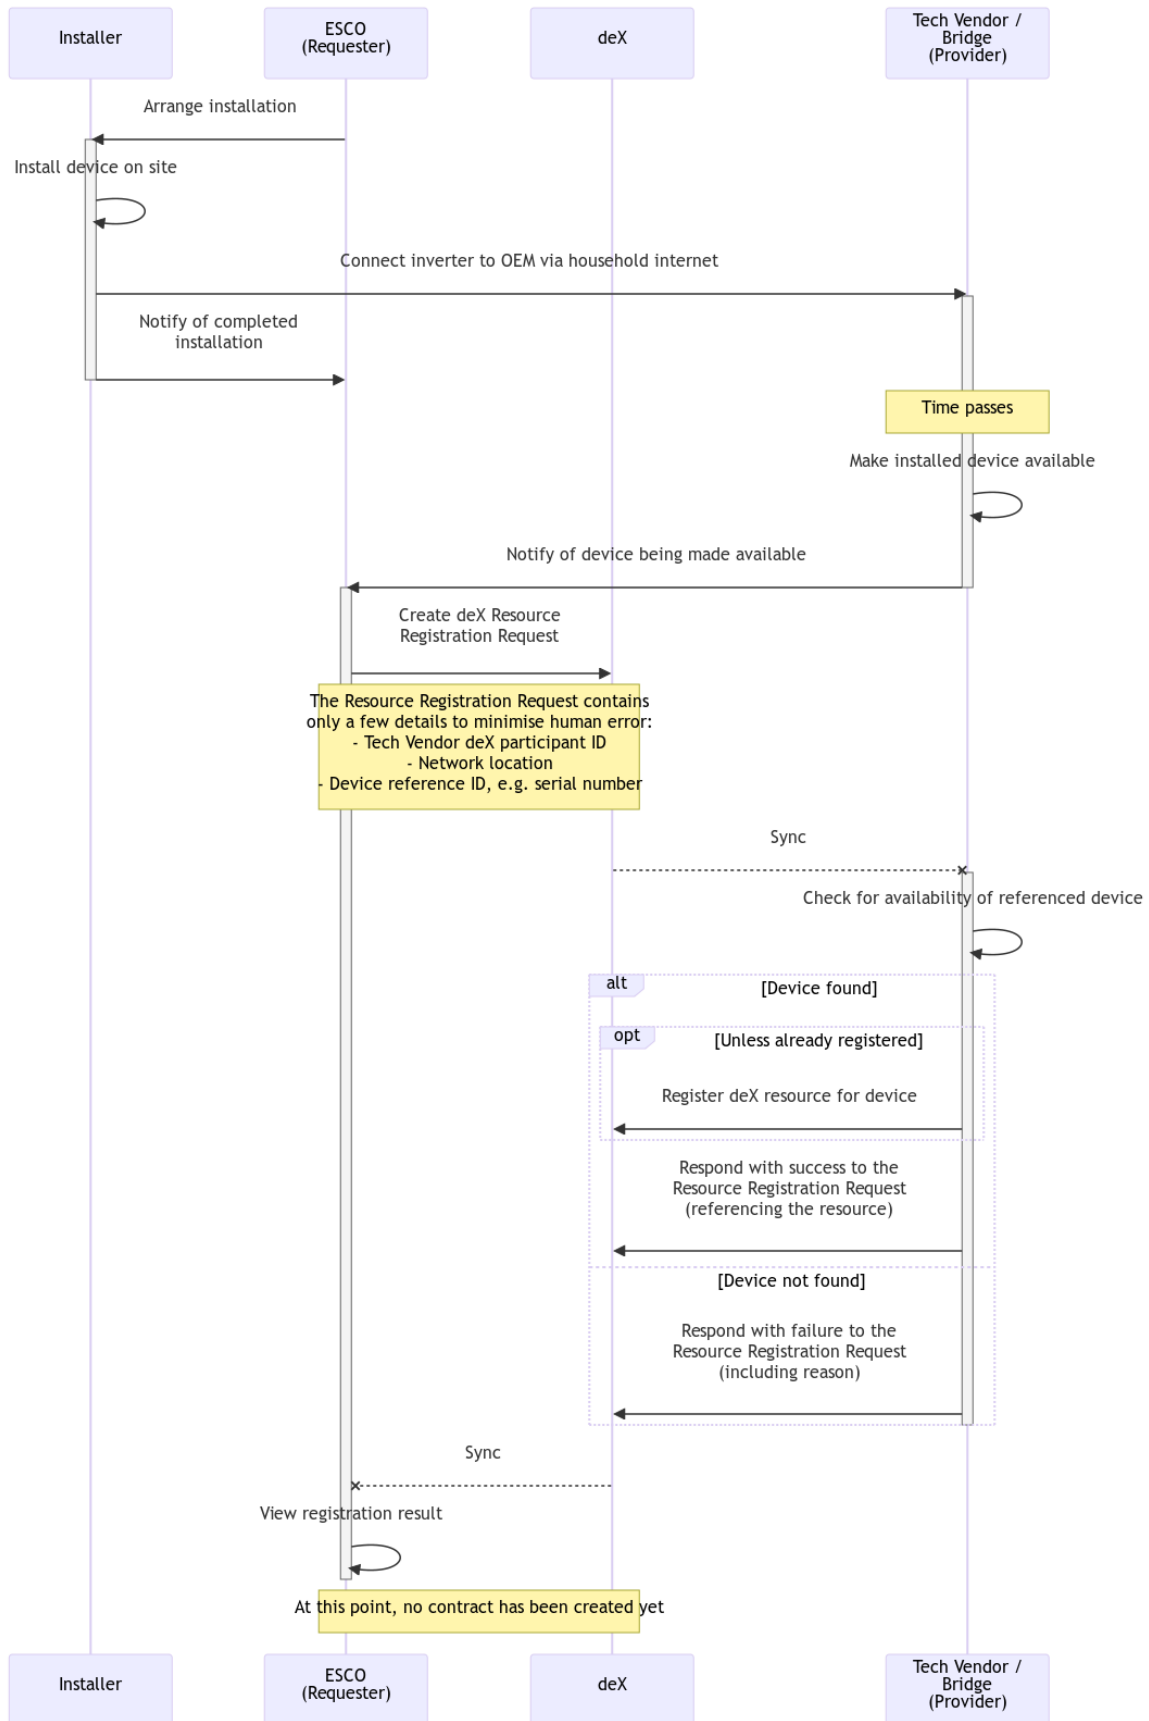 Installer
ESCO
(Requester)
deX
Tech Vendor /
Bridge
(Provider)
Arrange installation
Install device on site
Connect inverter to OEM via household internet
Notify of completed
installation
Time passes
Make installed device available
Notify of device being made available
Create deX Resource
Registration Request
The Resource Registration Request contains
only a few details to minimise human error:
- Tech Vendor deX participant ID
- Network location
- Device reference ID, e.g. serial number
Sync
Check for availability of referenced device
alt
[Device found]
opt
[Unless already registered]
Register deX resource for device
Respond with success to the
Resource Registration Request
(referencing the resource)
[Device not found]
Respond with failure to the
Resource Registration Request
(including reason)
Sync
View registration result
At this point, no contract has been created yet
Installer
ESCO
(Requester)
deX
Tech Vendor /
Bridge
(Provider)